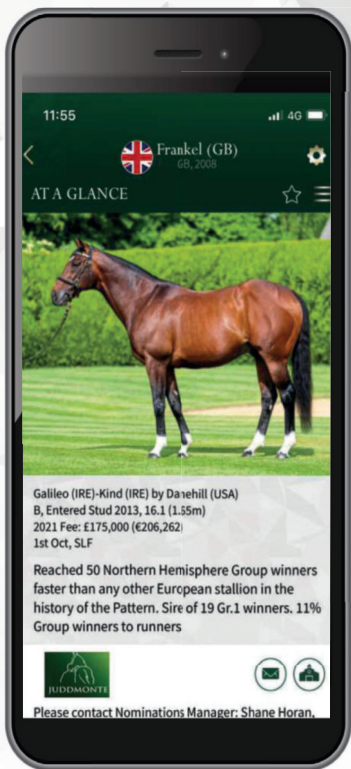 11:55
4G
Frankel (GB)
GB, 2008
AT A GLANCE
Galileo (IRE)-Kind (IRE) by Danehill (USA)
B, Entered Stud 2013, 16.1 (1.65m)
2021 Fee: £175,000 (€206,262)
1st Oct, SLF
Reached 50 Northern Hemisphere Group winners
faster than any other European stallion in the
history of the Pattern. Sire of 19 Gr.1 winners. 11%
Group winners to runners
JUDDMONTE
Please contact Nominations Manager: Shane Horan,